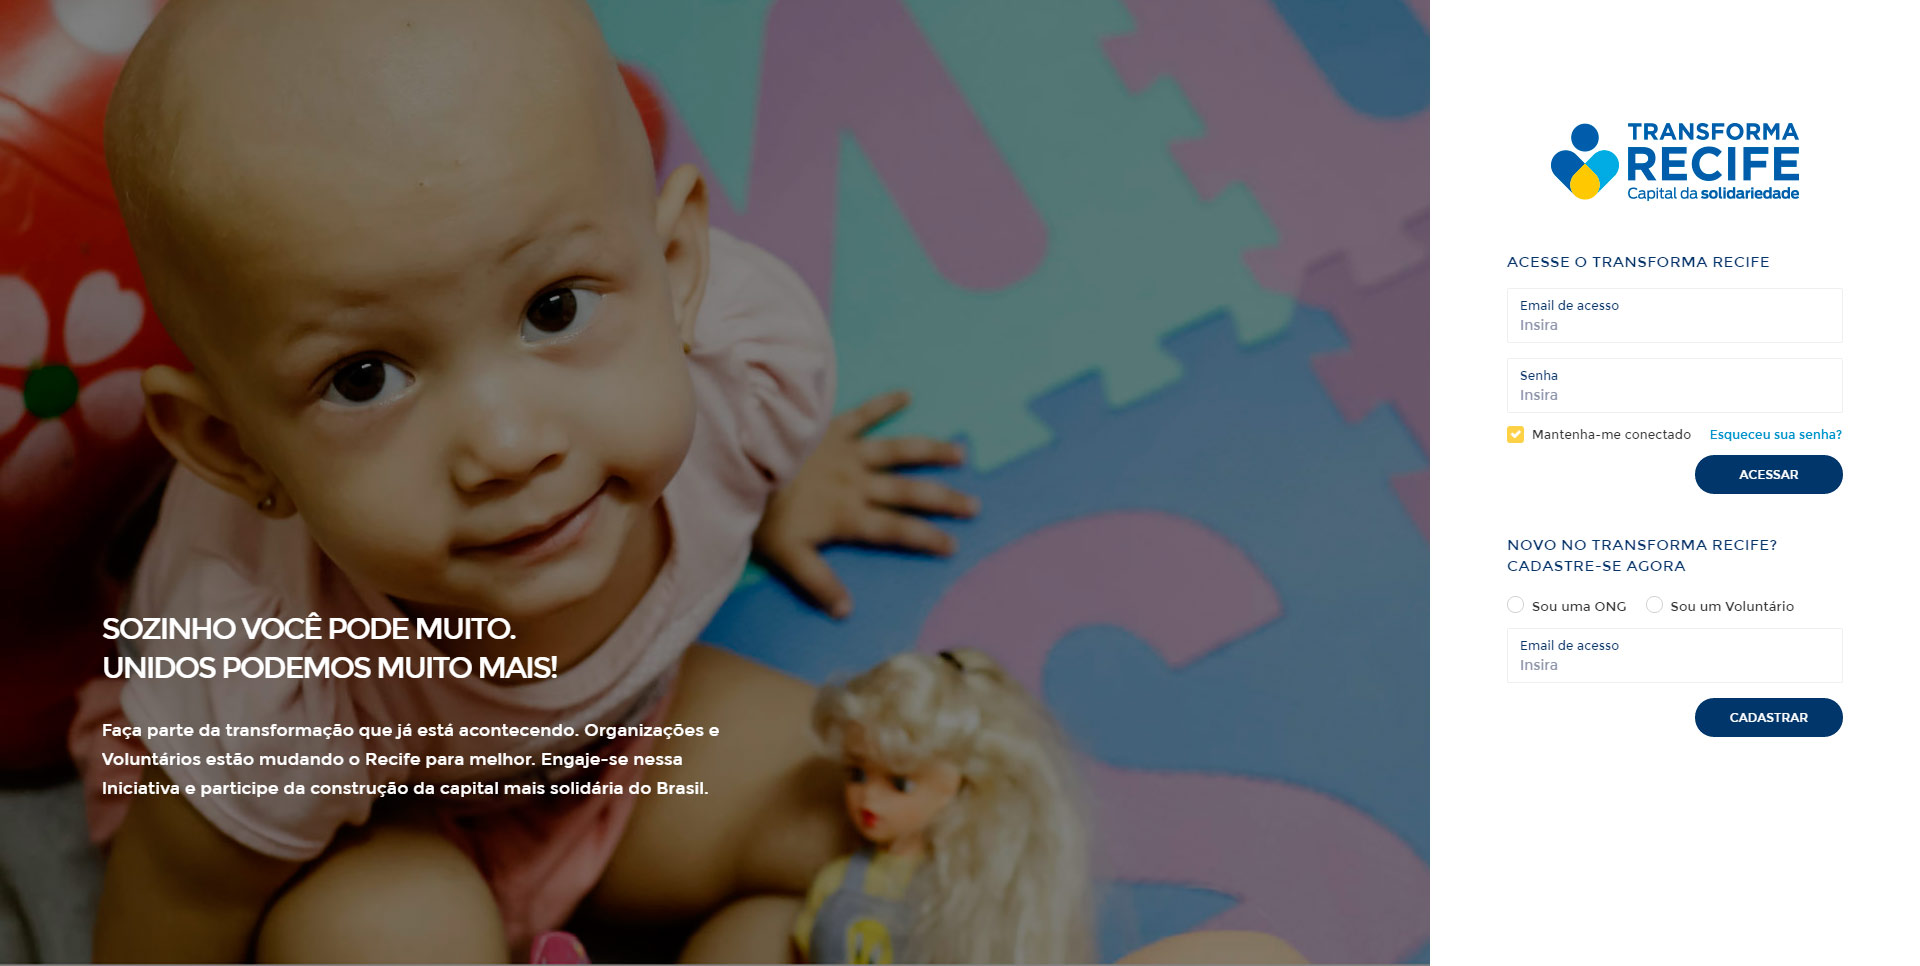 SOZINHO VOCÊ PODE MUITO.
UNIDOS PODEMOS MUITO MAIS!
Faça parte da transformação que já está acontecendo. Organizações e
Voluntários estão mudando o Recife para melhor. Engaje-se nessa
Iniciativa e participe da construção da capital mais solidária do Brasil.
TRANSFORMA
RECIFE
Capital da solidariedade
ACESSE O TRANSFORMA RECIFE
Email de acesso
Insira
Senha
Insira
Mantenha-me conectado Esqueceu sua senha?
ACESSAR
NOVO NO TRANSFORMA RECIFE?
CADASTRE-SE AGORA
Sou uma ONG Sou um Voluntário
Email de acesso
Insira
CADASTRAR